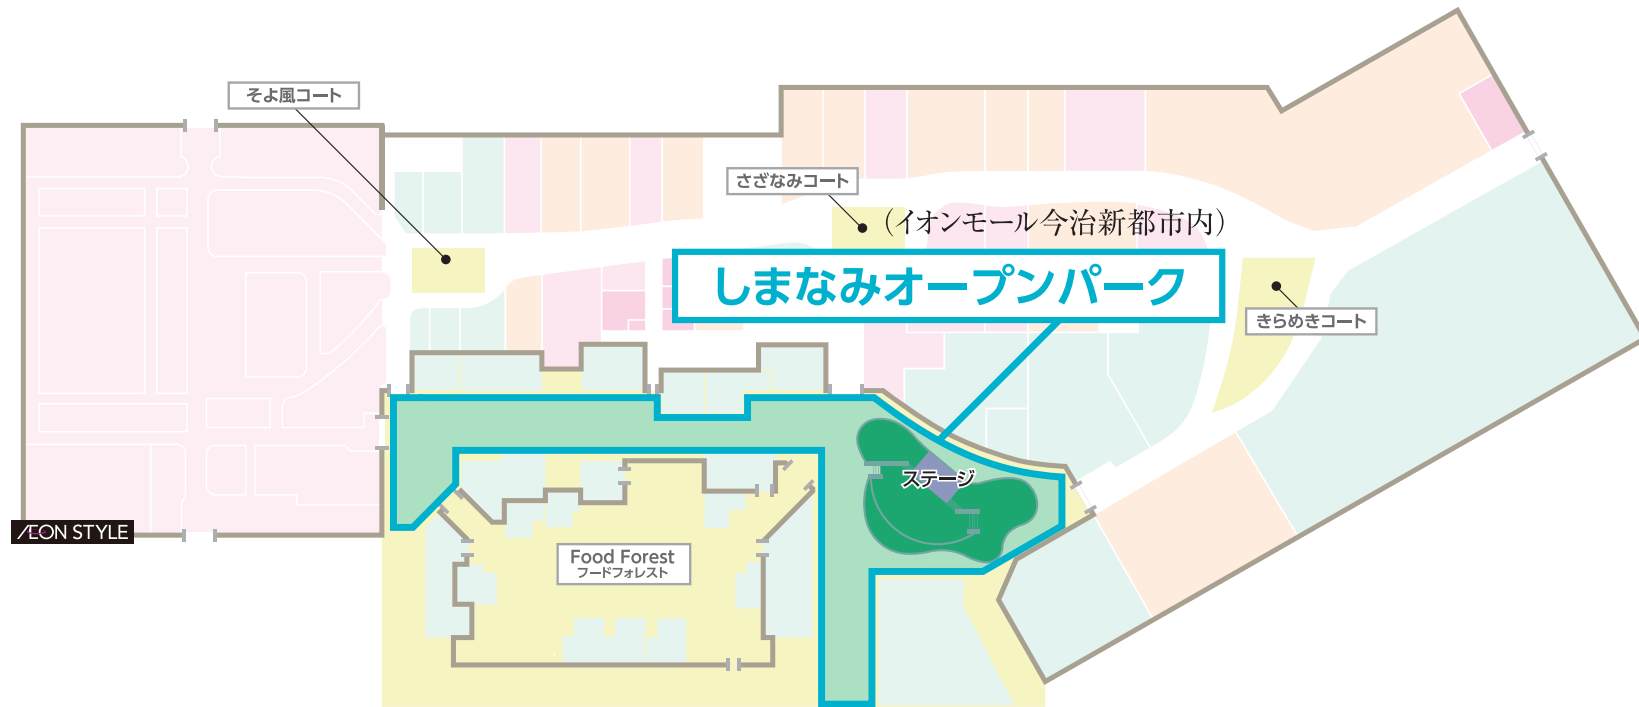 そよ風コート
さざなみコート
（イオンモール今治新都市内）
しまなみオープンパーク
きらめきコート
ステージ
ÆON STYLE
Food Forest
フードフォレスト